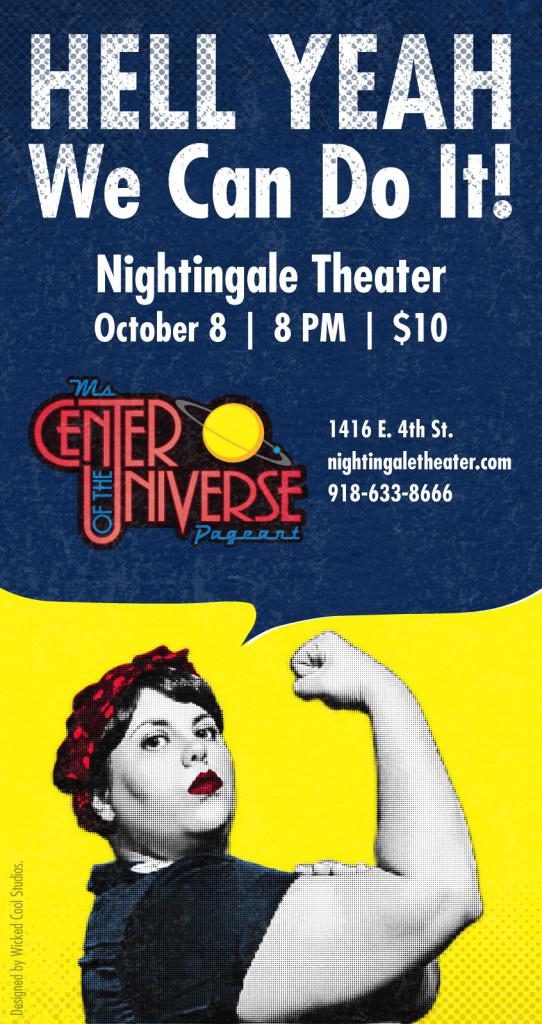 HELL YEAH
We Can Do It!
Nightingale Theater
October 8 | 8 PM | $10
Ms
CENTER
OF THE
UNIVERSE
Pageant
1416 E. 4th St.
nightingaletheater.com
918-633-8666
Designed by Wicked Cool Studios.